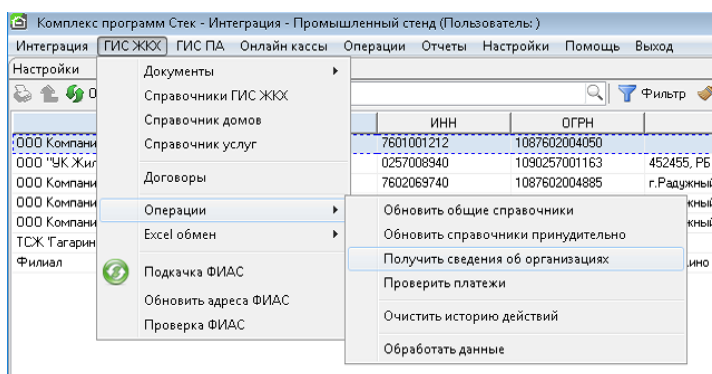 Комплекс программ Стек - Интеграция - Промышленный стенд (Пользователь: )
Интеграция ГИС ЖКХ ГИС ПА Онлайн кассы Операции Отчеты Настройки Помощь Выход
Настройки
Документы
Справочники ГИС ЖКХ
Фильтр
Справочник домов
ИНН ОГРН
ООО Компани Справочник услуг 7601001212 1087602004050
ООО "УК Жил 0257008940 1090257001163 452455, РБ
ООО Компани Договоры 7602069740 1087602004885 г.Радужный
ООО Компани Операции Обновить общие справочники
ООО Компани Excel обмен Обновить справочники принудительно
ТСЖ Тагарин
Филиал Подкачка ФИАС Получить сведения об организациях
Проверить платежи
Обновить адреса ФИАС
Очистить историю действий
Проверка ФИАС
Обработать данные